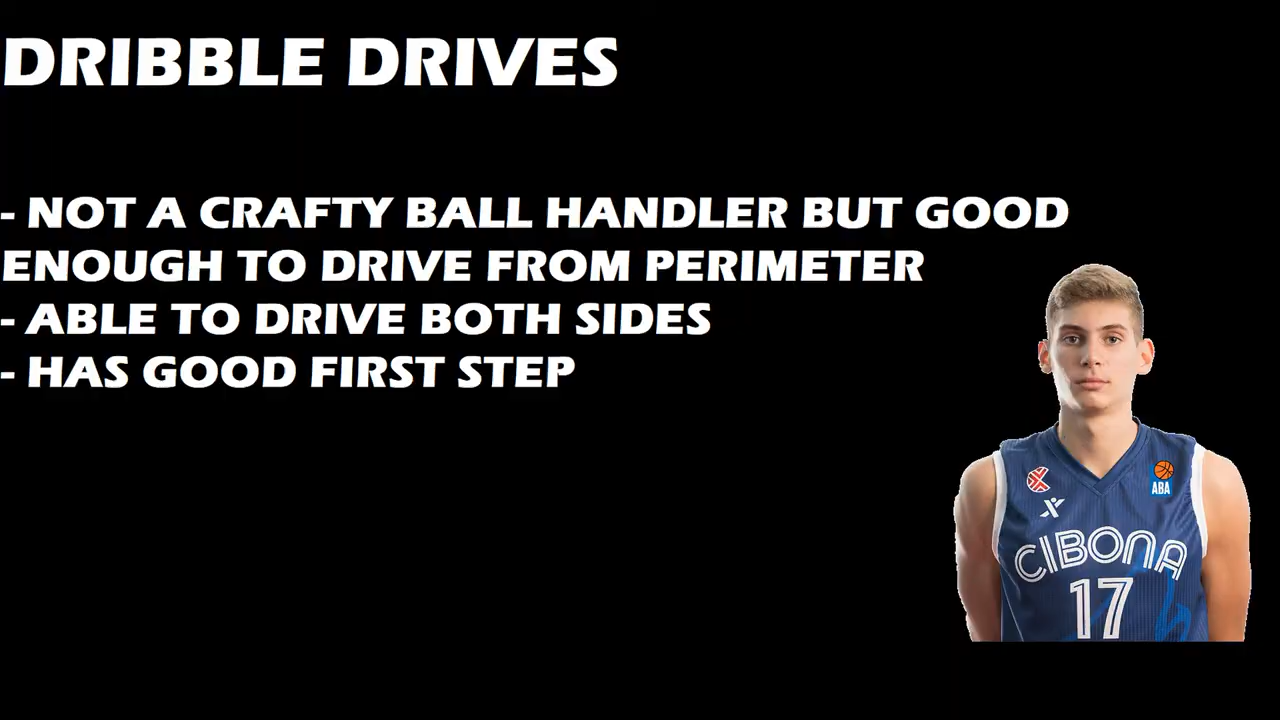 DRIBBLE DRIVES
- NOT A CRAFTY BALL HANDLER BUT GOOD
ENOUGH TO DRIVE FROM PERIMETER
- ABLE TO DRIVE BOTH SIDES
- HAS GOOD FIRST STEP
ABA
CIBONA
17